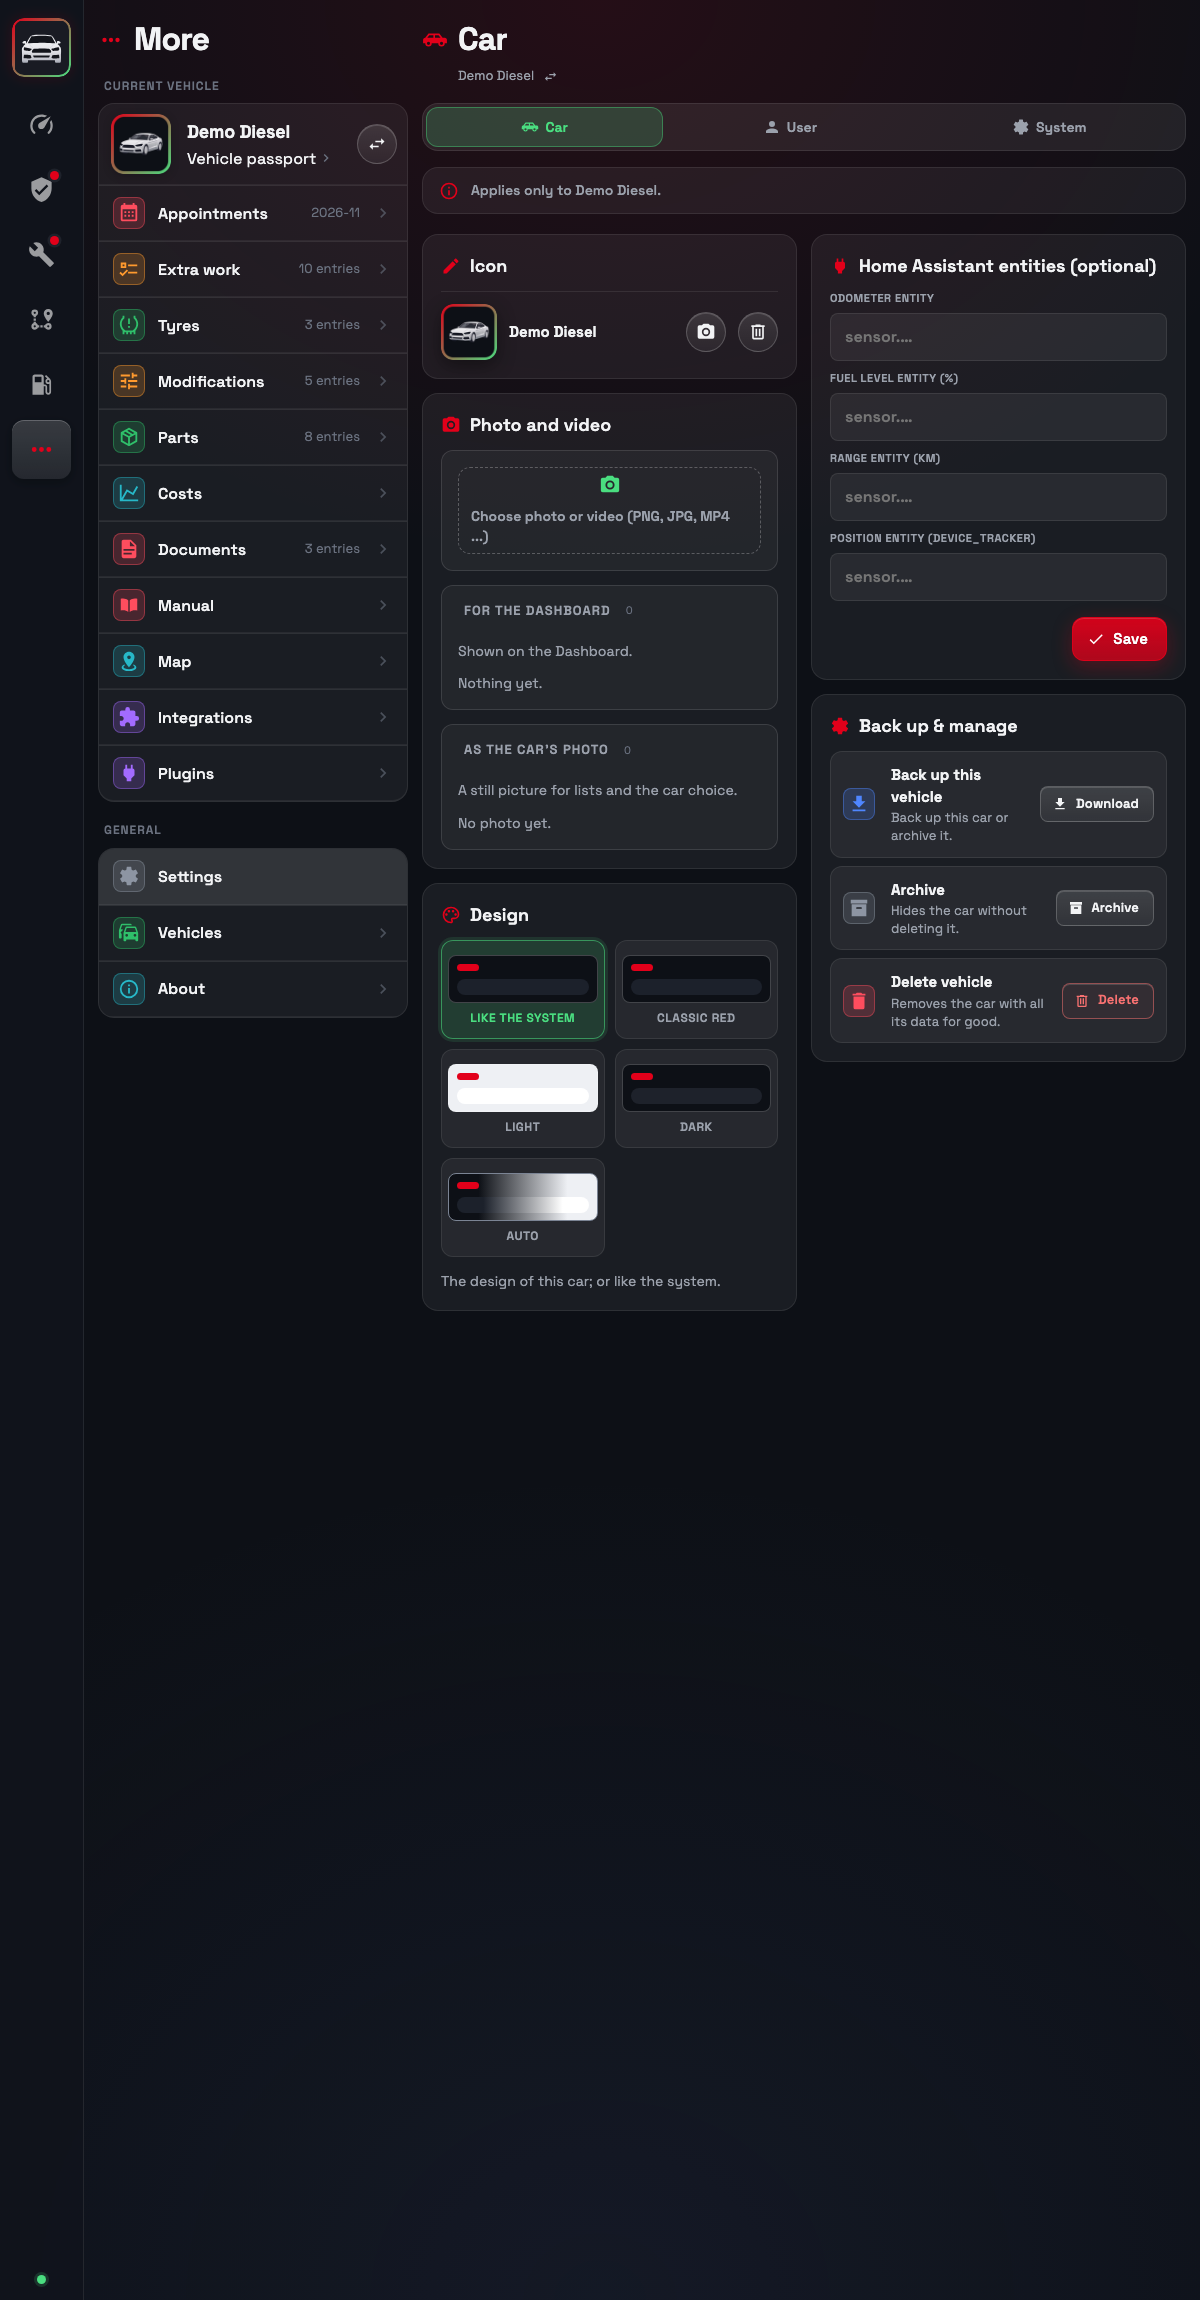 More
CURRENT VEHICLE
Demo Diesel
Vehicle passport
Appointments 2026-11
Extra work 10 entries
Tyres 3 entries
Modifications 5 entries
Parts 8 entries
Costs
Documents 3 entries
Manual
Map
Integrations
Plugins
GENERAL
Settings
Vehicles
About
Car
Demo Diesel
Car User System
Applies only to Demo Diesel.
Icon
Demo Diesel
Photo and video
Choose photo or video (PNG, JPG, MP4
...)
FOR THE DASHBOARD 0
Shown on the Dashboard.
Nothing yet.
AS THE CAR'S PHOTO 0
A still picture for lists and the car choice.
No photo yet.
Design
LIKE THE SYSTEM
CLASSIC RED
LIGHT
DARK
AUTO
The design of this car; or like the system.
Home Assistant entities (optional)
ODOMETER ENTITY
sensor....
FUEL LEVEL ENTITY (%)
sensor....
RANGE ENTITY (KM)
sensor....
POSITION ENTITY (DEVICE_TRACKER)
sensor....
Save
Back up & manage
Back up this
vehicle
Back up this car or
archive it.
Download
Archive
Hides the car without
deleting it.
Archive
Delete vehicle
Removes the car with all
its data for good.
Delete